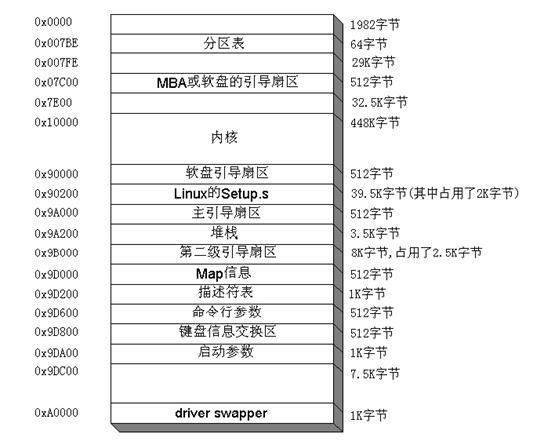 0x0000 1982字节
0x007BE 分区表 64字节
0x007FE 29K字节
0x07C00 MBA或软盘的引导扇区 512字节
0x7E00 32.5K字节
0x10000 内核 448K字节
0x90000 软盘引导扇区 512字节
0x90200 Linux的Setup.s 39.5K字节(其中占用了2K字节)
0x9A000 主引导扇区 512字节
0x9A200 堆栈 3.5K字节
0x9B000 第二级引导扇区 8K字节,占用了2.5K字节
0x9D000 Map信息 512字节
0x9D200 描述符表 1K字节
0x9D600 命令行参数 512字节
0x9D800 键盘信息交换区 512字节
0x9DA00 启动参数 1K字节
0x9DC00 7.5K字节
0xA0000 driver swapper 1K字节